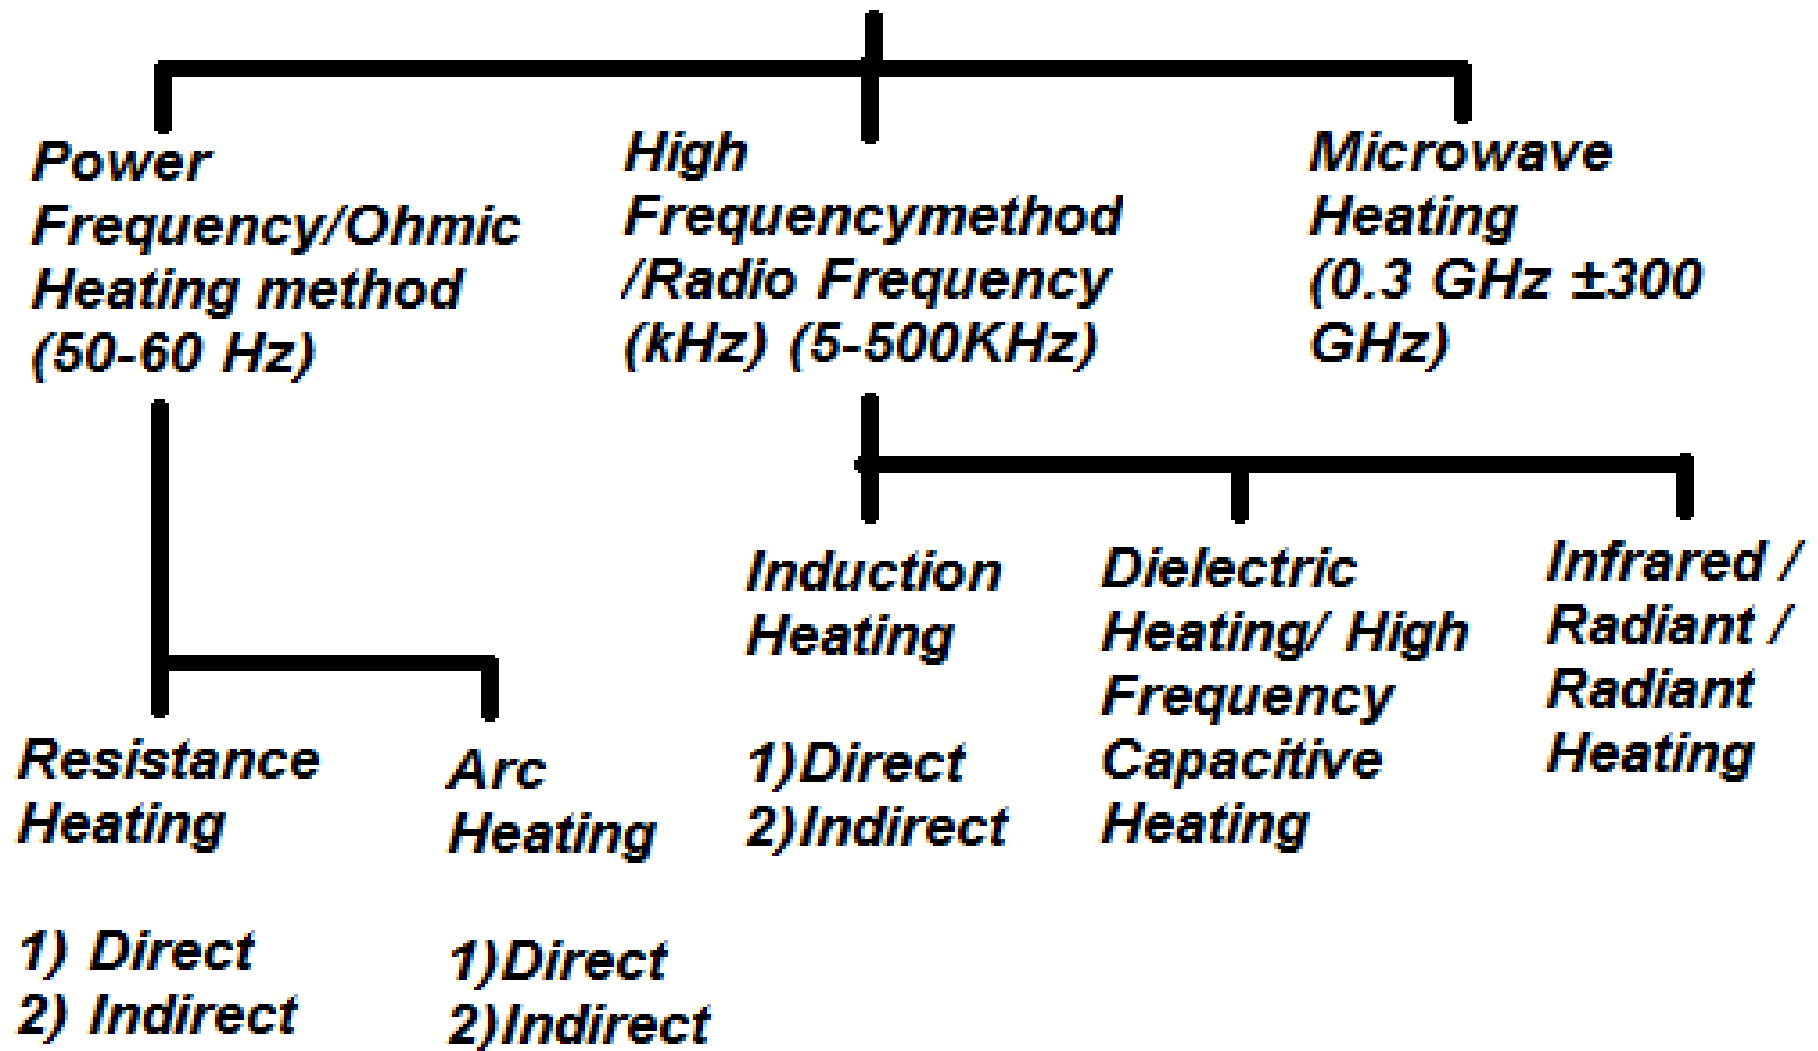 Power
Frequency/Ohmic
Heating method
(50-60 Hz)
High
Frequencymethod
/Radio Frequency
(kHz) (5-500KHz)
Microwave
Heating
(0.3 GHz ±300
GHz)
Resistance
Heating
1) Direct
2) Indirect
Arc
Heating
1)Direct
2)Indirect
Induction
Heating
1)Direct
2)Indirect
Dielectric
Heating/ High
Frequency
Capacitive
Heating
Infrared /
Radiant /
Radiant
Heating